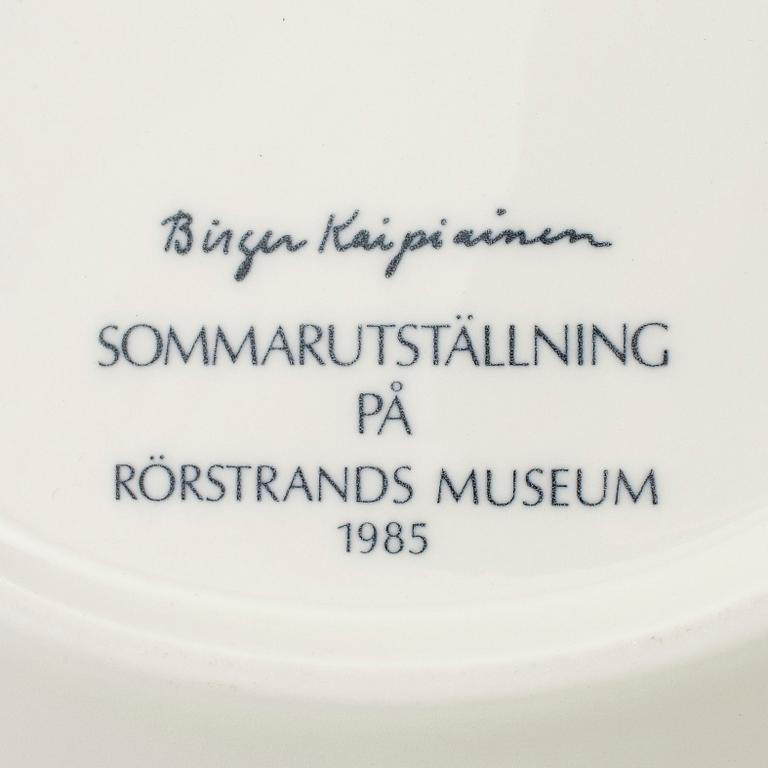 Birger Kaipiainen
SOMMARUTSTÄLLNING
PÅ
RÖRSTRANDS MUSEUM
1985